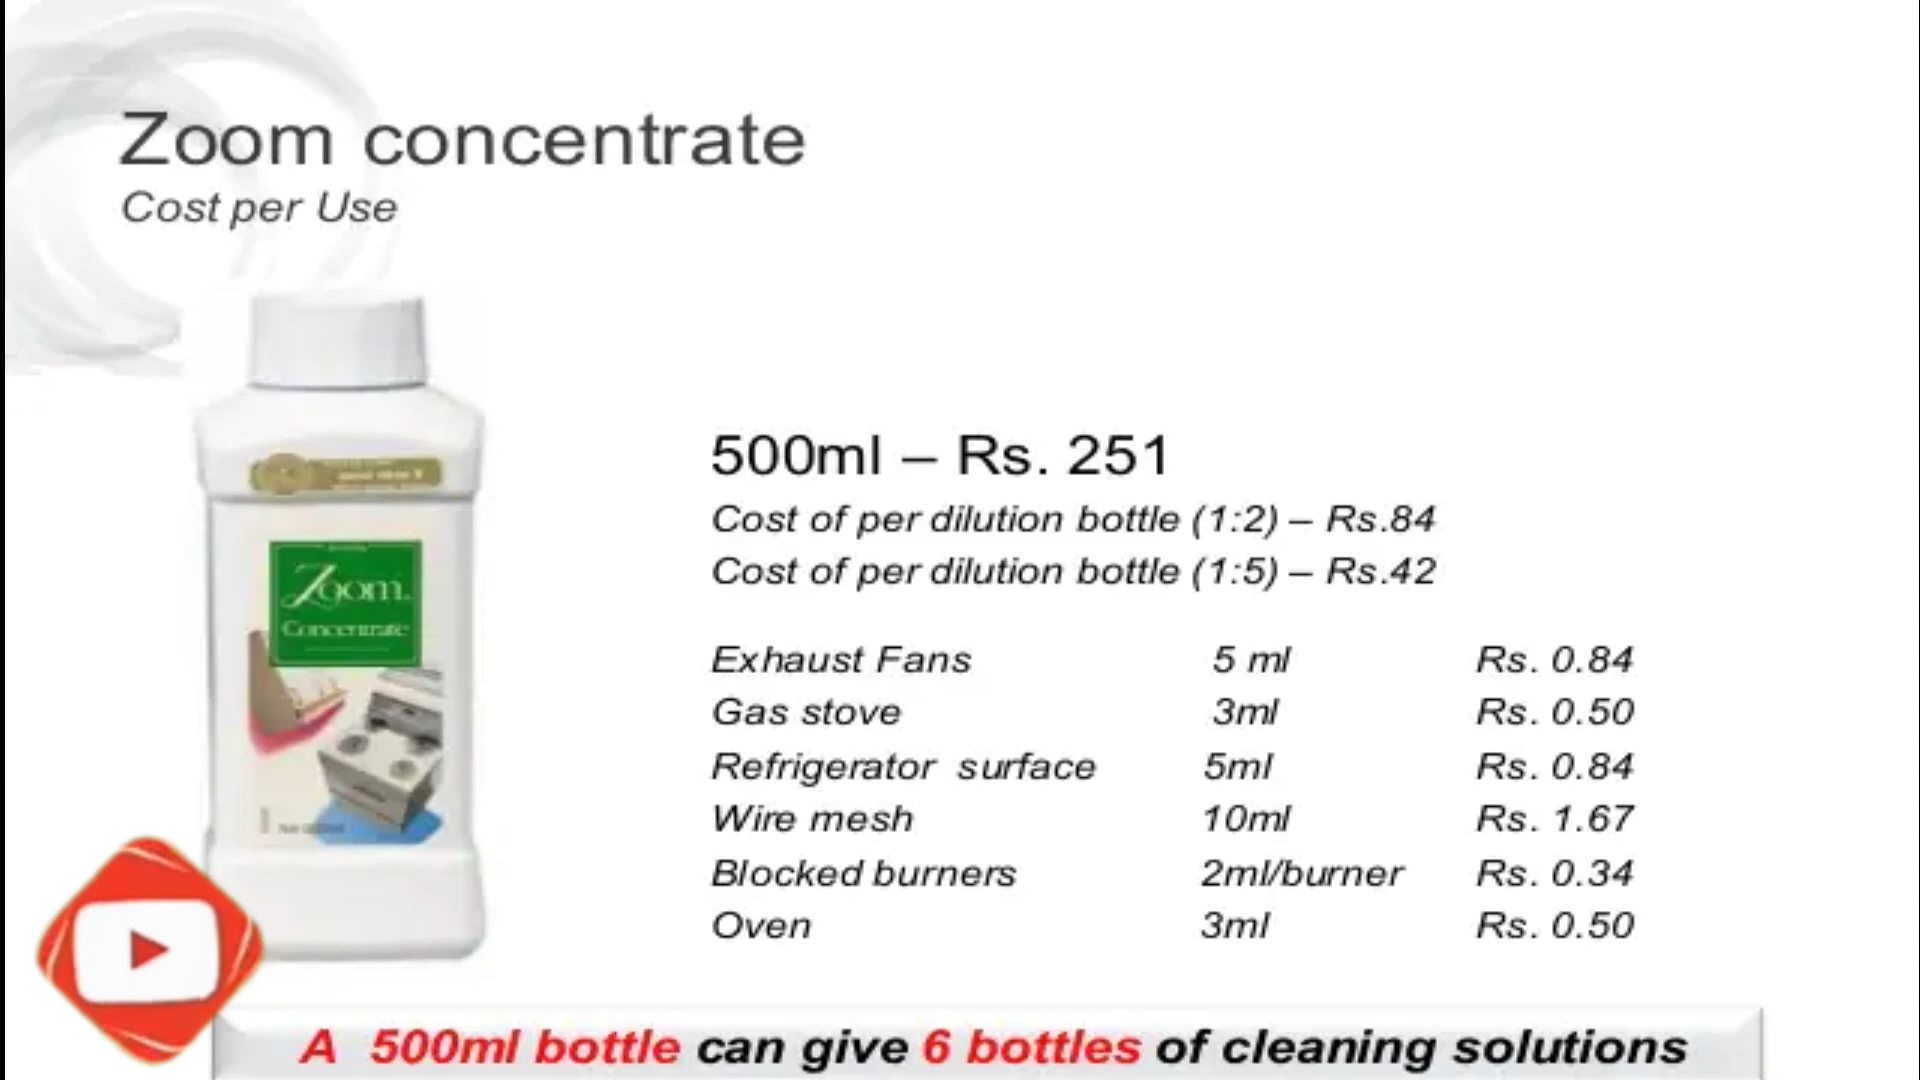 Zoom concentrate
Cost per Use
500ml – Rs. 251
Cost of per dilution bottle (1:2) – Rs.84
Cost of per dilution bottle (1:5) – Rs.42
Exhaust Fans 5 ml Rs. 0.84
Gas stove 3ml Rs. 0.50
Refrigerator surface 5ml Rs. 0.84
Wire mesh 10ml Rs. 1.67
Blocked burners 2ml/burner Rs. 0.34
Oven 3ml Rs. 0.50
Zoom
Concentrate
A 500ml bottle can give 6 bottles of cleaning solutions